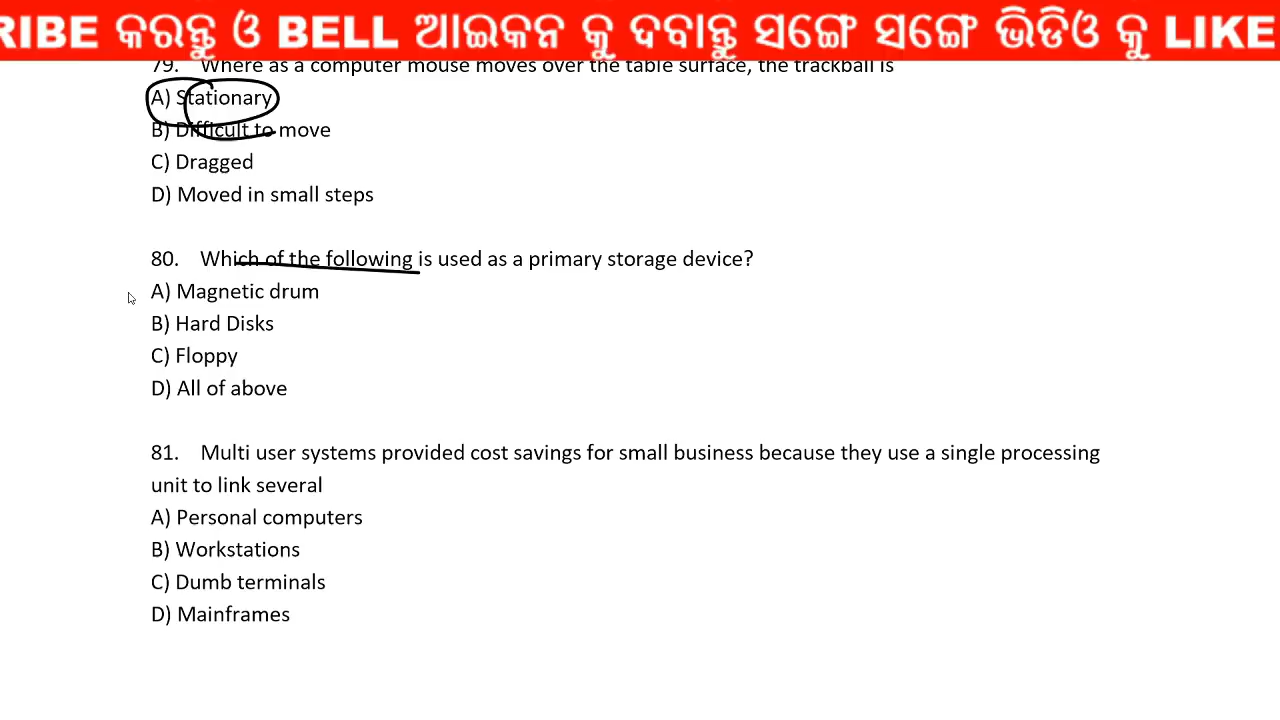 RIBE କରନ୍ତୁ ଓ BELL ଆଇକନ କୁ ଦବାନ୍ତୁ ସଙ୍ଗେ ସଙ୍ଗେ ଭିଡିଓ କୁ LIKE
79. Where as a computer mouse moves over the table surface, the trackball is
A) Stationary
B) Difficult to move
C) Dragged
D) Moved in small steps
80. Which of the following is used as a primary storage device?
A) Magnetic drum
B) Hard Disks
C) Floppy
D) All of above
81. Multi user systems provided cost savings for small business because they use a single processing
unit to link several
A) Personal computers
B) Workstations
C) Dumb terminals
D) Mainframes